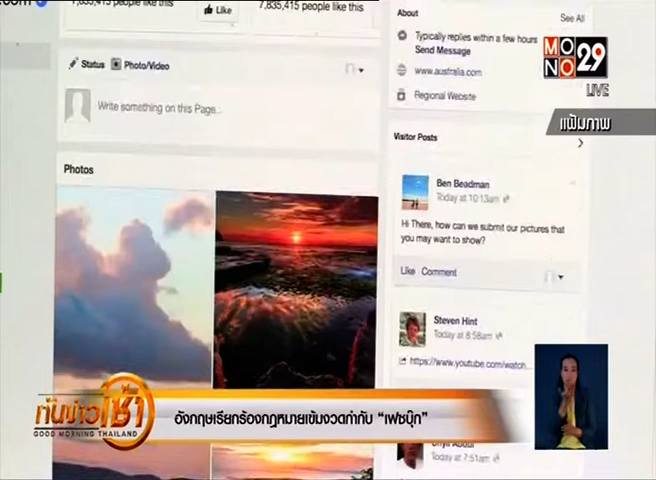 7,835,415 people like this
Like
7,835,415 people like this
About
See All
Typically replies within a few hours
Send Message
www.australia.com
Regional Website
MONO 29
LIVE
แฟ้มภาพ
Status
Photo/Video
Write something on this Page...
Visitor Posts
Photos
Ben Beadman
Today at 10:13am
Hi There, how can we submit our pictures that
you may want to show?
Like Comment
Steven Hint
Today at 8:58am
https://www.youtube.com/watch...
ทันข่าวเช้า
GOOD MORNING THAILAND
อังกฤษเรียกร้องกฎหมายเข้มงวดกำกับ "เฟซบุ๊ก"
Today at 7:51am